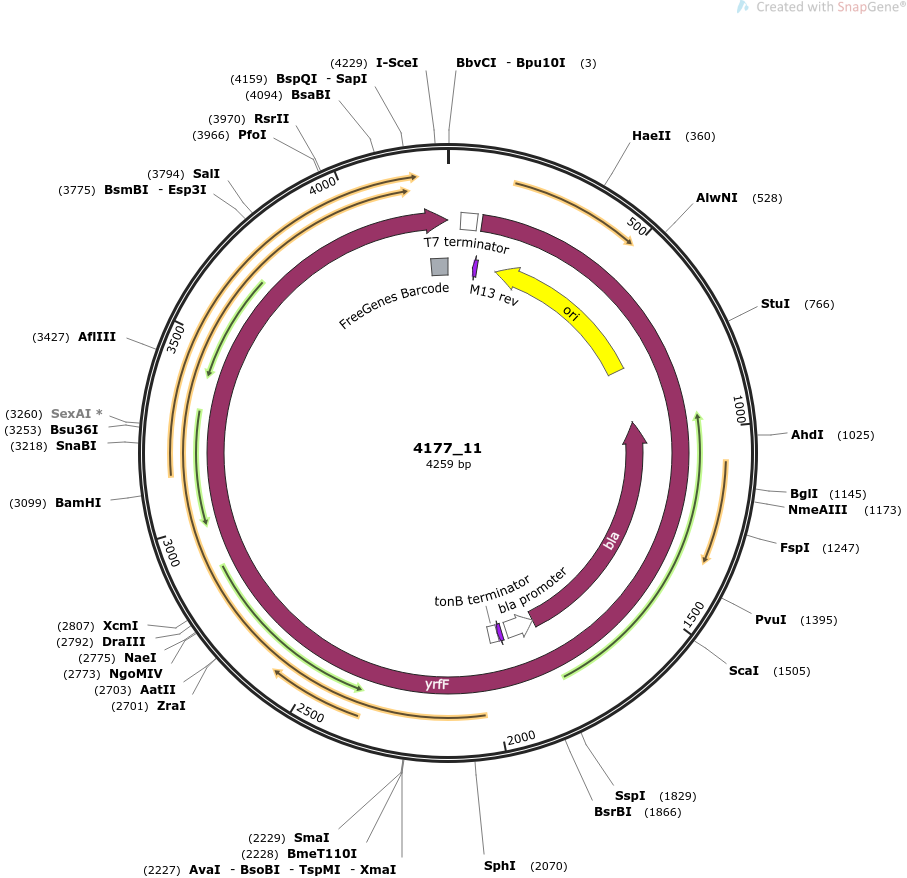 Created with SnapGene®
(4229) I-SceI
BbvCI - Bpu10I (3)
(4159) BspQI - SapI
(4094) BsaBI
(3970) RsrII
(3966) PfoI
HaeII (360)
(3794) SalI
(3775) BsmBI - Esp3I
AlwNI (528)
4000
500
T7 terminator
FreeGenes Barcode
M13 rev
ori
StuI (766)
(3427) AflIII
3500
1000
(3260) SexAI *
(3253) Bsu36I
(3218) SnaBI
AhdI (1025)
4177_11
4259 bp
(3099) BamHI
BglI (1145)
NmeAIII (1173)
3000
bla
FspI (1247)
tonB terminator
bla promoter
1500
PvuI (1395)
(2807) XcmI
(2792) DraIII
(2775) NaeI
(2773) NgoMIV
(2703) AatII
(2701) ZraI
ScaI (1505)
yrfF
2500
2000
SspI (1829)
BsrBI (1866)
(2229) SmaI
(2228) BmeT110I
(2227) AvaI - BsoBI - TspMI - XmaI
SphI (2070)